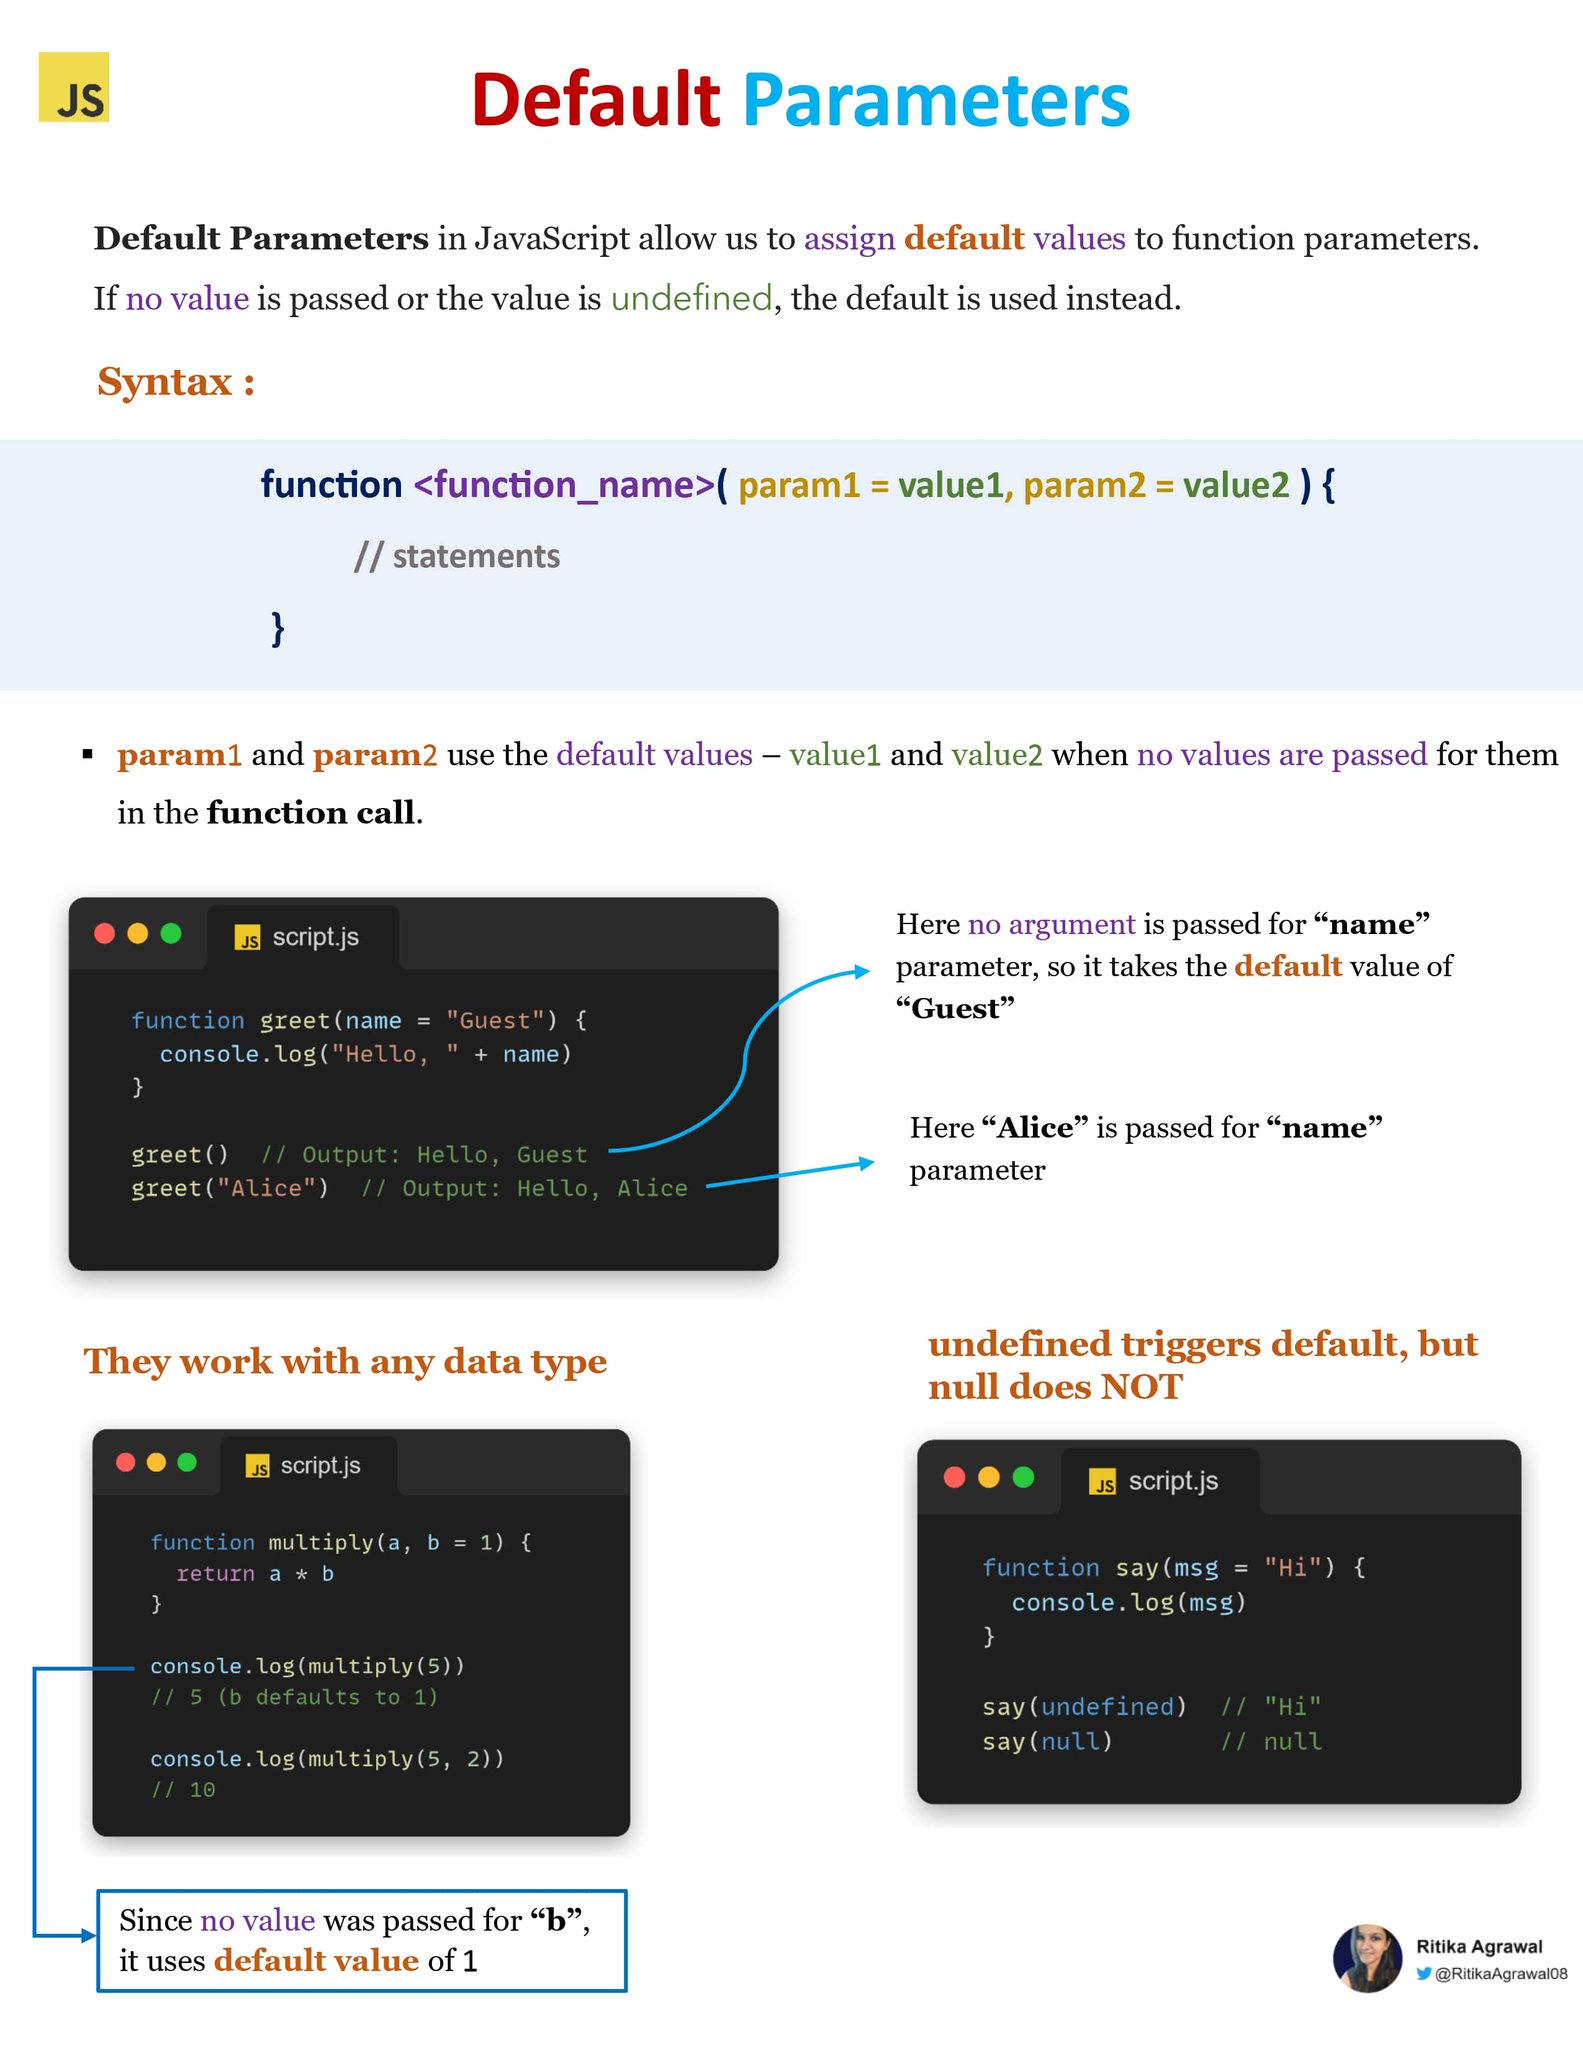 JS
Default Parameters
Default Parameters in JavaScript allow us to assign default values to function parameters.
If no value is passed or the value is undefined, the default is used instead.
Syntax :
function <function_name>( param1 = value1, param2 = value2 ) {
// statements
}
▪ param1 and param2 use the default values – value1 and value2 when no values are passed for them
in the function call.
JS script.js
function greet(name = "Guest") {
console.log("Hello, " + name)
}
greet() // Output: Hello, Guest
greet("Alice") // Output: Hello, Alice
Here no argument is passed for “name”
parameter, so it takes the default value of
“Guest”
Here “Alice” is passed for “name”
parameter
They work with any data type
JS script.js
function multiply(a, b = 1) {
return a * b
}
console.log(multiply(5))
// 5 (b defaults to 1)
console.log(multiply(5, 2))
// 10
Since no value was passed for “b”,
it uses default value of 1
undefined triggers default, but
null does NOT
JS script.js
function say(msg = "Hi") {
console.log(msg)
}
say(undefined) // "Hi"
say(null) // null
Ritika Agrawal
@RitikaAgrawal08